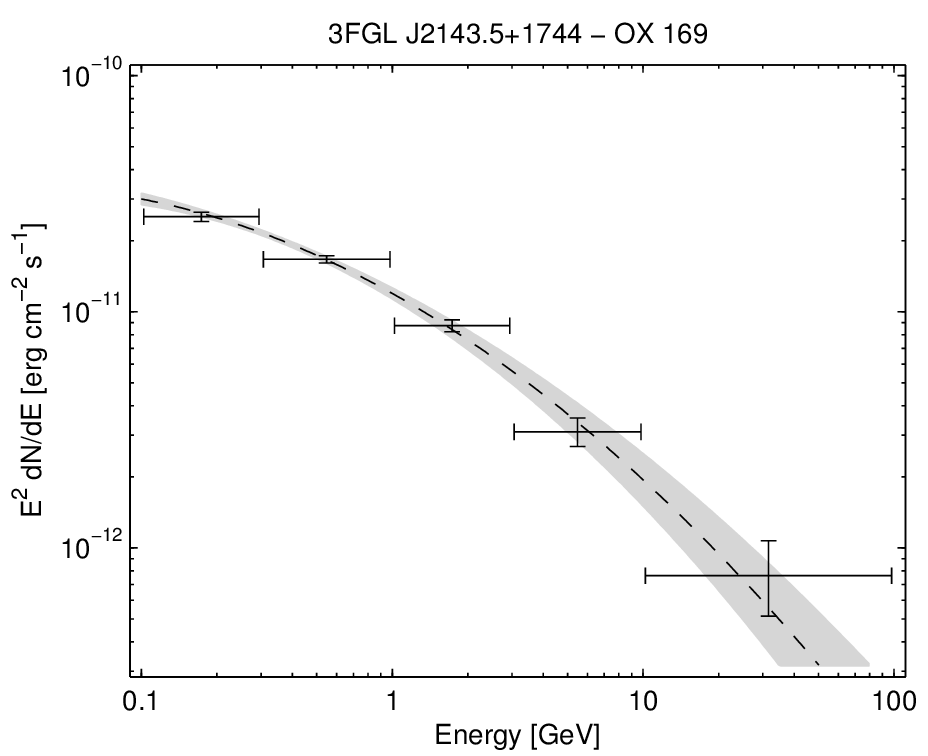 3FGL J2143.5+1744 − OX 169
10⁻¹⁰
10⁻¹¹
10⁻¹²
E² dN/dE [erg cm⁻² s⁻¹]
0.1 1 10 100
Energy [GeV]